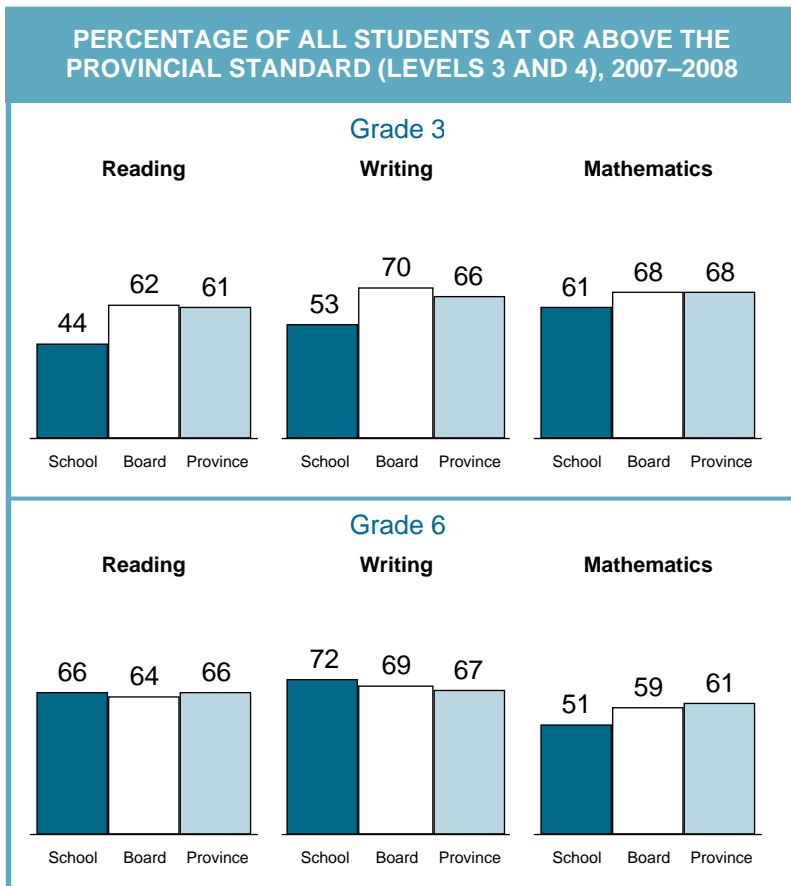 PERCENTAGE OF ALL STUDENTS AT OR ABOVE THE
PROVINCIAL STANDARD (LEVELS 3 AND 4), 2007–2008
Grade 3
Reading Writing Mathematics
44 62 61 53 70 66 61 68 68
School Board Province School Board Province School Board Province
Grade 6
Reading Writing Mathematics
66 64 66 72 69 67 51 59 61
School Board Province School Board Province School Board Province